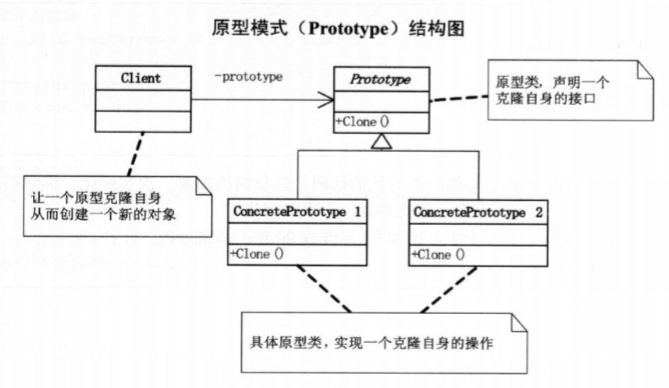 原型模式（Prototype）结构图
Client
-prototype
Prototype
+Clone()
原型类，声明一个
克隆自身的接口
让一个原型克隆自身
从而创建一个新的对象
ConcretePrototype 1
+Clone()
ConcretePrototype 2
+Clone()
具体原型类，实现一个克隆自身的操作